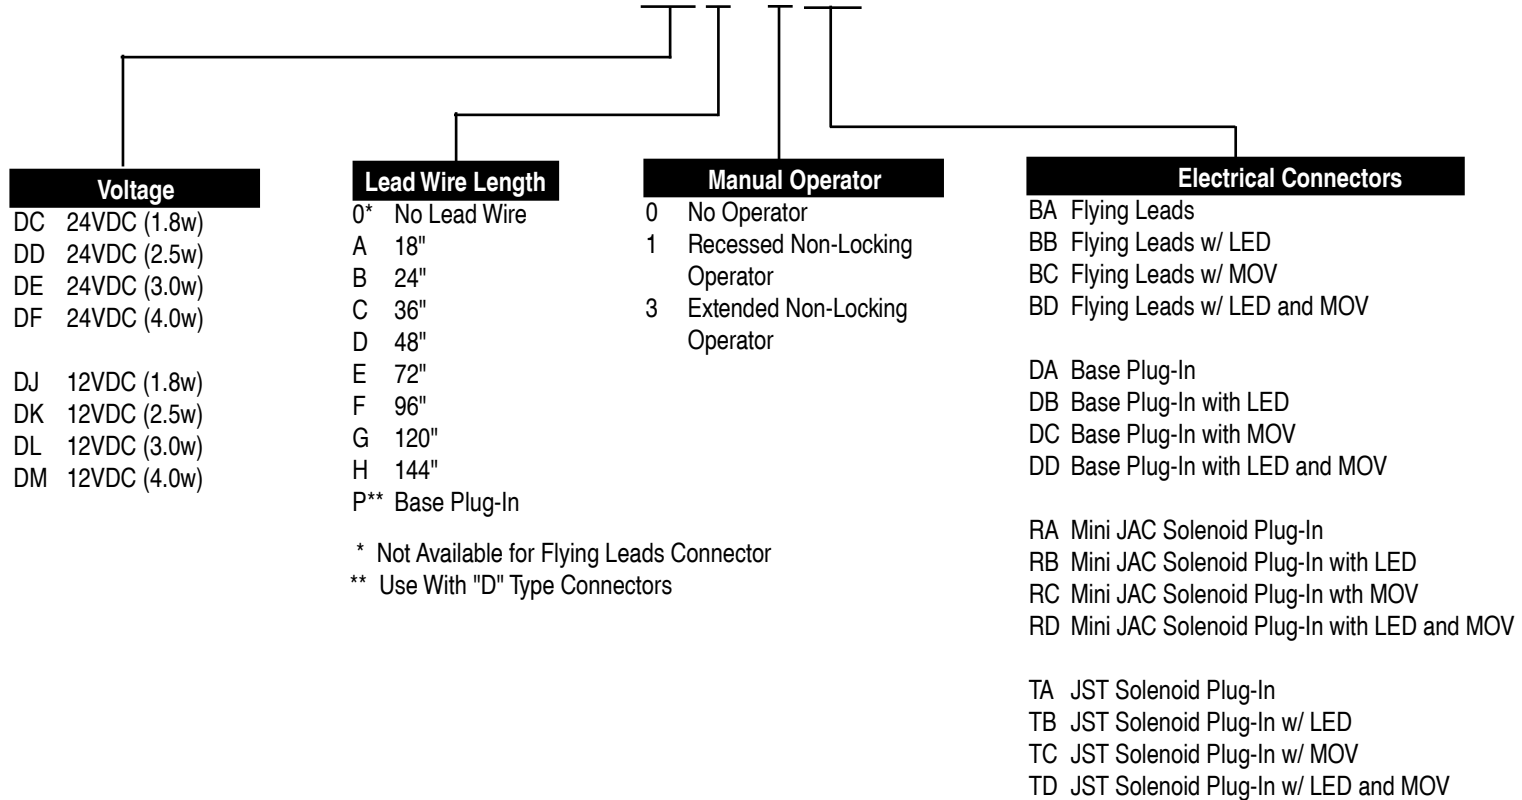 Voltage
DC 24VDC (1.8w)
DD 24VDC (2.5w)
DE 24VDC (3.0w)
DF 24VDC (4.0w)
DJ 12VDC (1.8w)
DK 12VDC (2.5w)
DL 12VDC (3.0w)
DM 12VDC (4.0w)
Lead Wire Length
0* No Lead Wire
A 18"
B 24"
C 36"
D 48"
E 72"
F 96"
G 120"
H 144"
P** Base Plug-In
* Not Available for Flying Leads Connector
** Use With "D" Type Connectors
Manual Operator
0 No Operator
1 Recessed Non-Locking
Operator
3 Extended Non-Locking
Operator
Electrical Connectors
BA Flying Leads
BB Flying Leads w/ LED
BC Flying Leads w/ MOV
BD Flying Leads w/ LED and MOV
DA Base Plug-In
DB Base Plug-In with LED
DC Base Plug-In with MOV
DD Base Plug-In with LED and MOV
RA Mini JAC Solenoid Plug-In
RB Mini JAC Solenoid Plug-In with LED
RC Mini JAC Solenoid Plug-In wth MOV
RD Mini JAC Solenoid Plug-In with LED and MOV
TA JST Solenoid Plug-In
TB JST Solenoid Plug-In w/ LED
TC JST Solenoid Plug-In w/ MOV
TD JST Solenoid Plug-In w/ LED and MOV